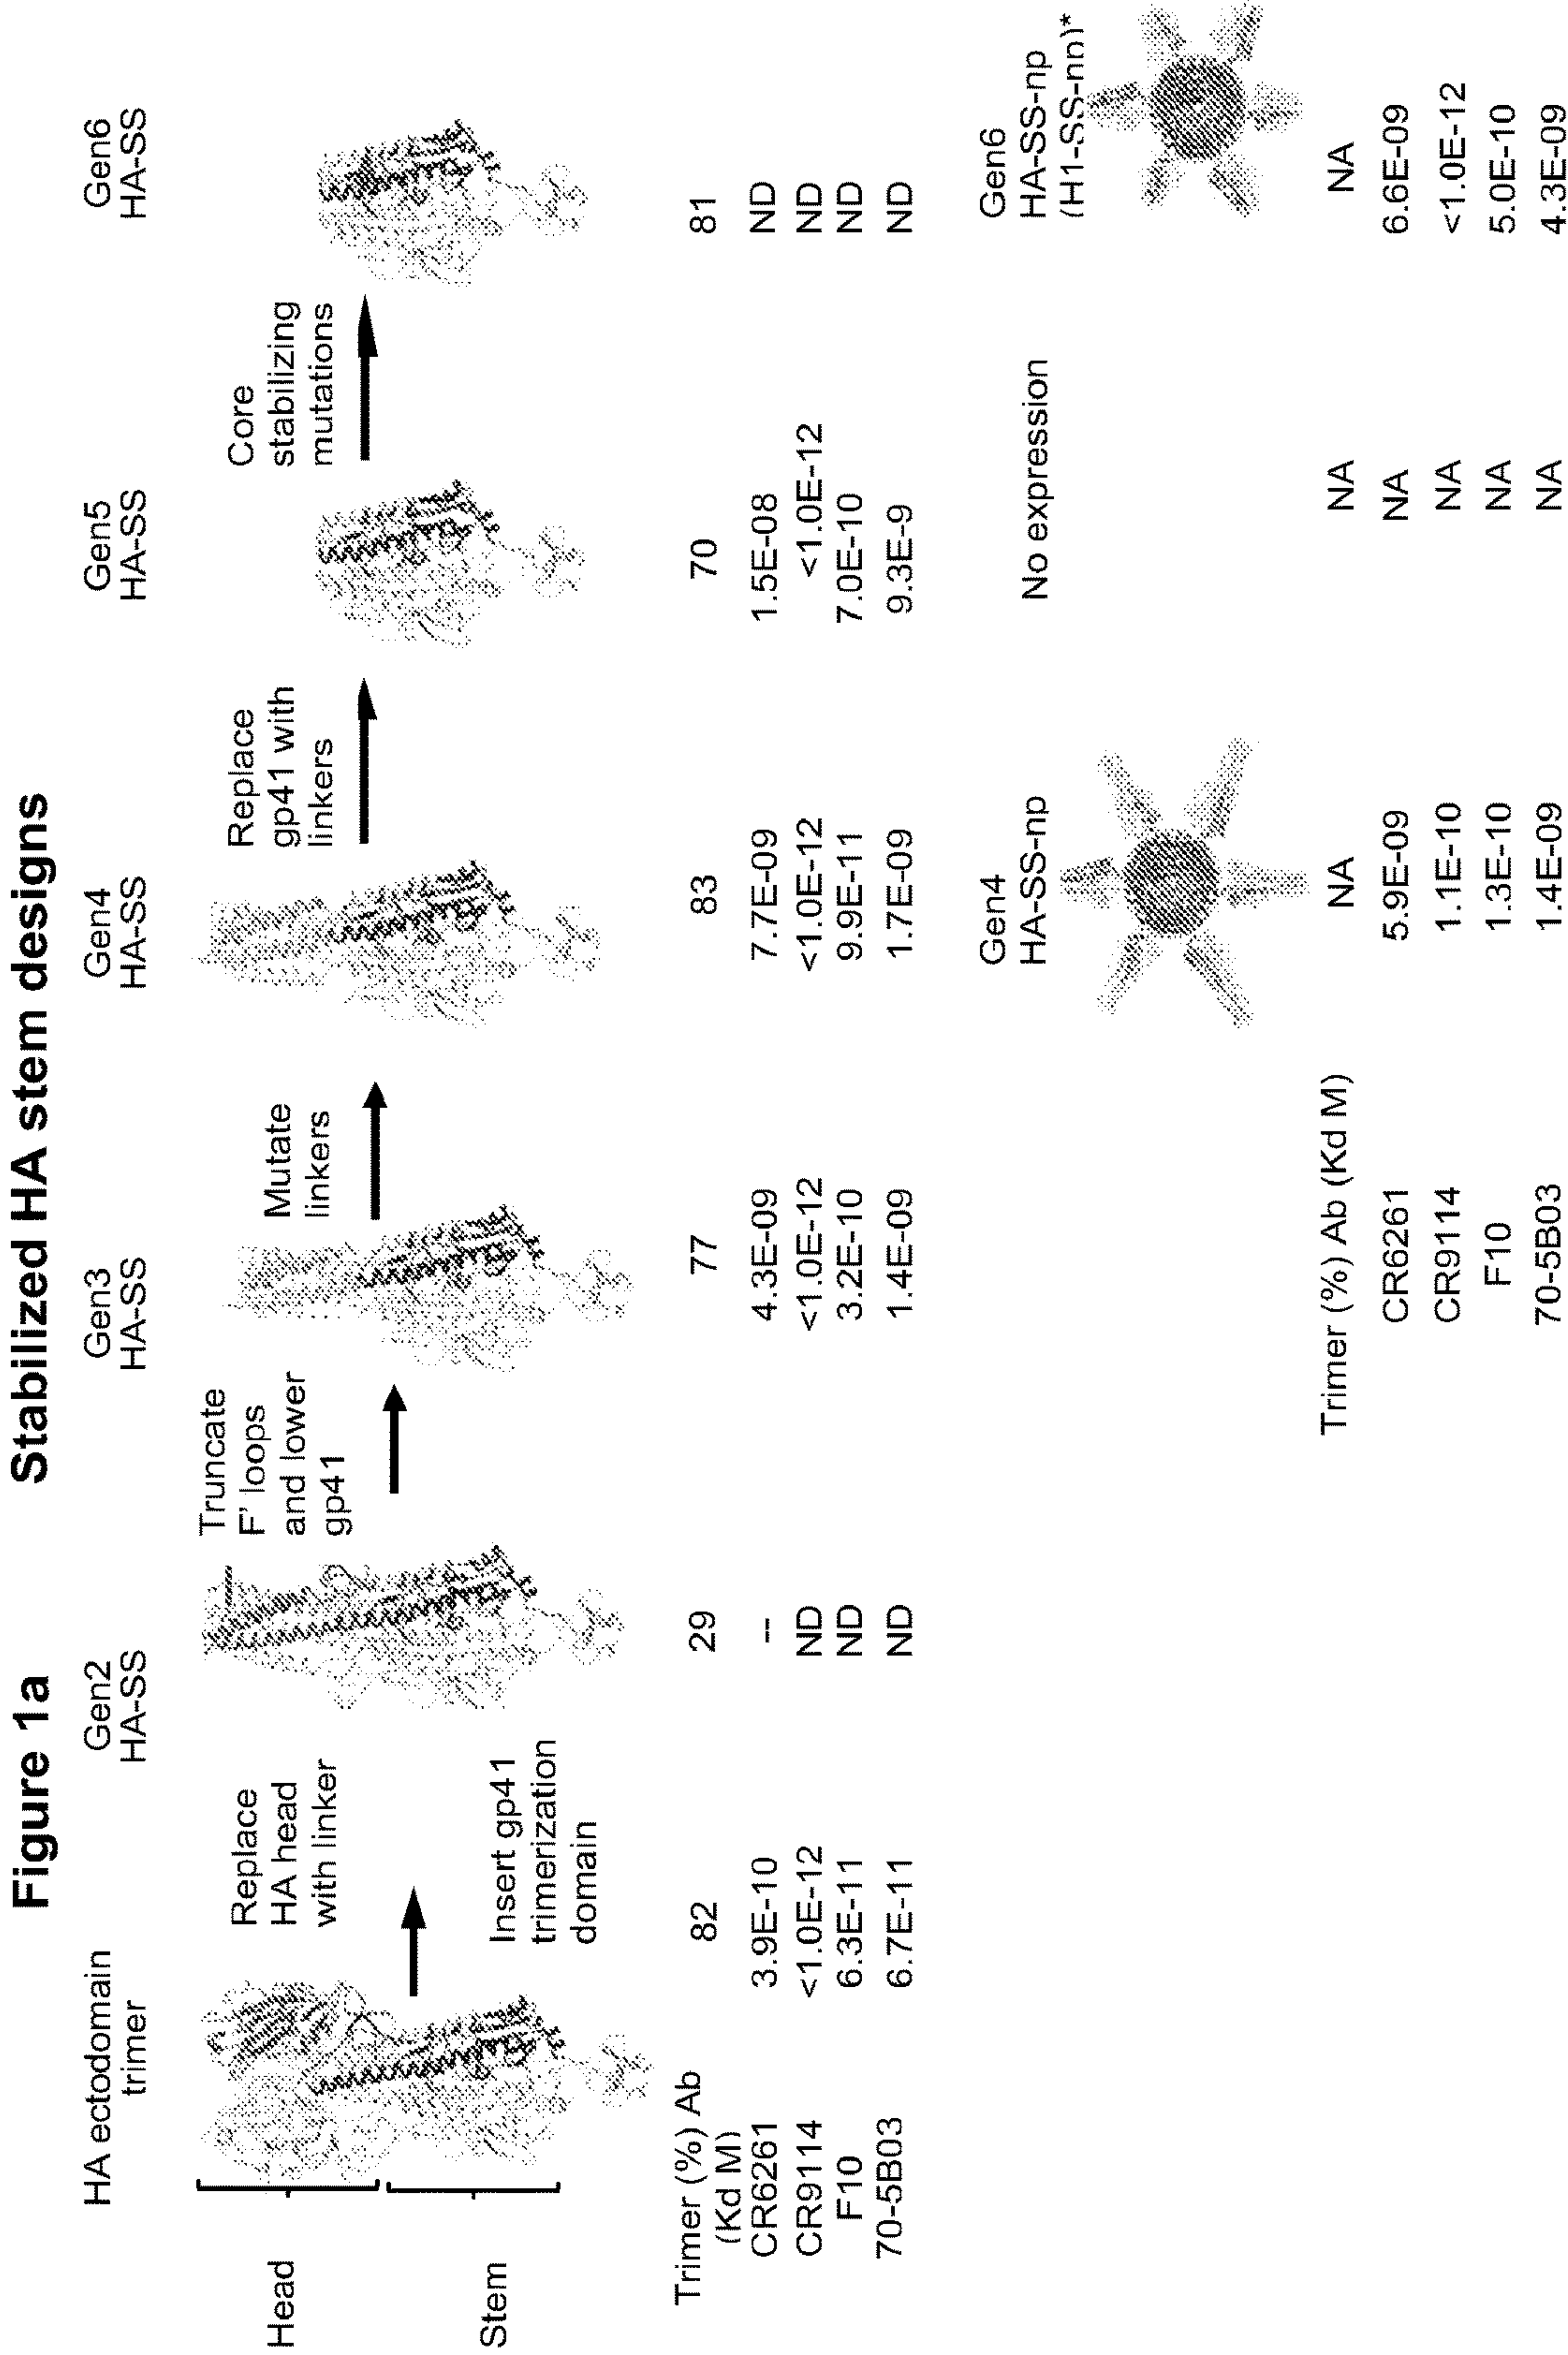 Figure 1a
Stabilized HA stem designs
HA ectodomain
trimer
Gen2
HA-SS
Gen3
HA-SS
Gen4
HA-SS
Gen5
HA-SS
Gen6
HA-SS
Head
Stem
Replace
HA head
with linker
Insert gp41
trimerization
domain
Truncate
F' loops
and lower
gp41
Mutate
linkers
Replace
gp41 with
linkers
Core
stabilizing
mutations
Trimer (%) Ab
(Kd M)
82
29
77
83
70
81
CR6261
3.9E-10
--
4.3E-09
7.7E-09
1.5E-08
ND
CR9114
<1.0E-12
ND
<1.0E-12
<1.0E-12
<1.0E-12
ND
F10
6.3E-11
ND
3.2E-10
9.9E-11
7.0E-10
ND
70-5B03
6.7E-11
ND
1.4E-09
1.7E-09
9.3E-9
ND
Gen4
HA-SS-np
No expression
Gen6
HA-SS-np
(H1-SS-np)*
Trimer (%) Ab (Kd M)
NA
NA
NA
CR6261
5.9E-09
NA
6.6E-09
CR9114
1.1E-10
NA
<1.0E-12
F10
1.3E-10
NA
5.0E-10
70-5B03
1.4E-09
NA
4.3E-09